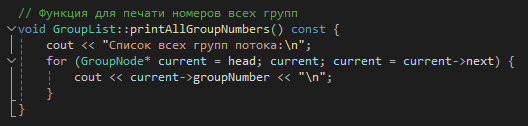 // Функция для печати номеров всех групп
void GroupList::printAllGroupNumbers() const {
    cout << "Список всех групп потока:\n";
    for (GroupNode* current = head; current; current = current->next) {
        cout << current->groupNumber << "\n";
    }
}